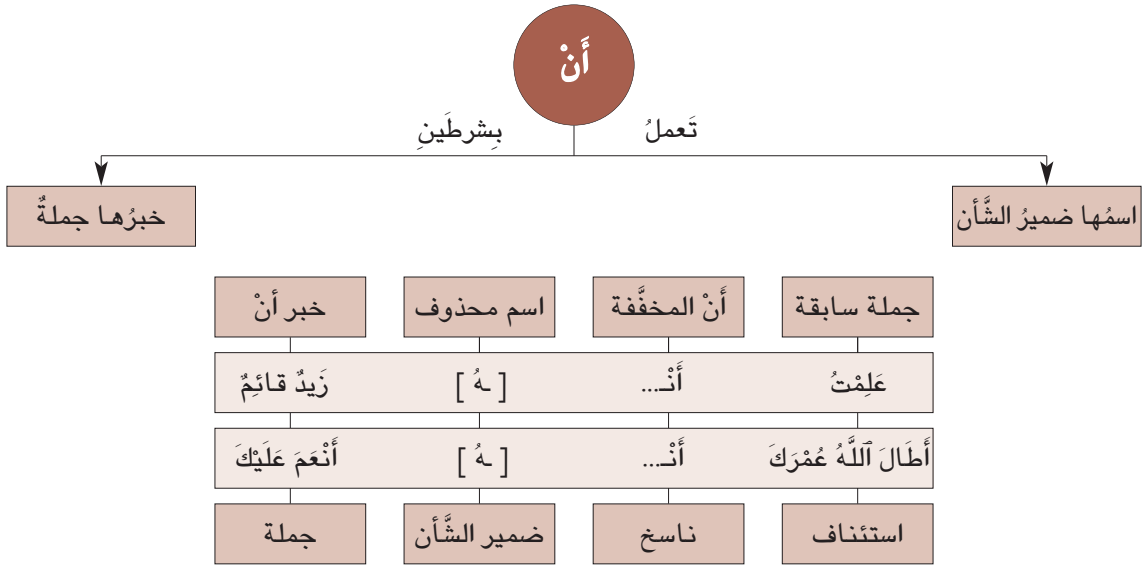 أَنْ
تَعملُ بِشرطَينِ
اسمُها ضميرُ الشَّأن خبرُها جملةٌ
جملة سابقة أَنْ المخفَّفة اسم محذوف خبر أنْ
عَلِمْتُ أَنْـ... [ ـهُ ] زَيدٌ قائِمٌ
أَطَالَ ٱللَّهُ عُمْرَكَ أَنْـ... [ ـهُ ] أَنْعَمَ عَلَيْكَ
استئناف ناسخ ضمير الشَّأن جملة